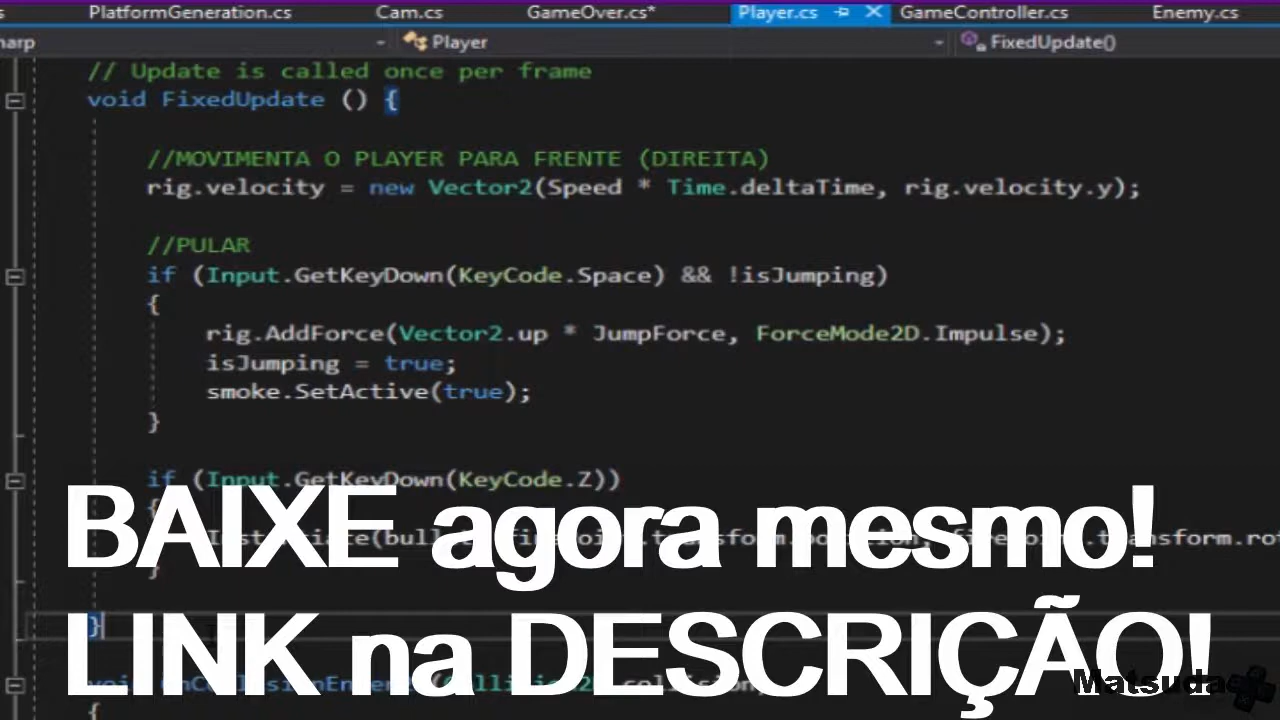 PlatformGeneration.cs Cam.cs GameOver.cs* Player.cs GameController.cs Enemy.cs
Player FixedUpdate()
// Update is called once per frame
void FixedUpdate () {
//MOVIMENTA O PLAYER PARA FRENTE (DIREITA)
rig.velocity = new Vector2(Speed * Time.deltaTime, rig.velocity.y);
//PULAR
if (Input.GetKeyDown(KeyCode.Space) && !isJumping)
{
rig.AddForce(Vector2.up * JumpForce, ForceMode2D.Impulse);
isJumping = true;
smoke.SetActive(true);
}
if (Input.GetKeyDown(KeyCode.Z))
{
}
BAIXE agora mesmo!
}
LINK na DESCRIÇÃO!
Matsuda
{